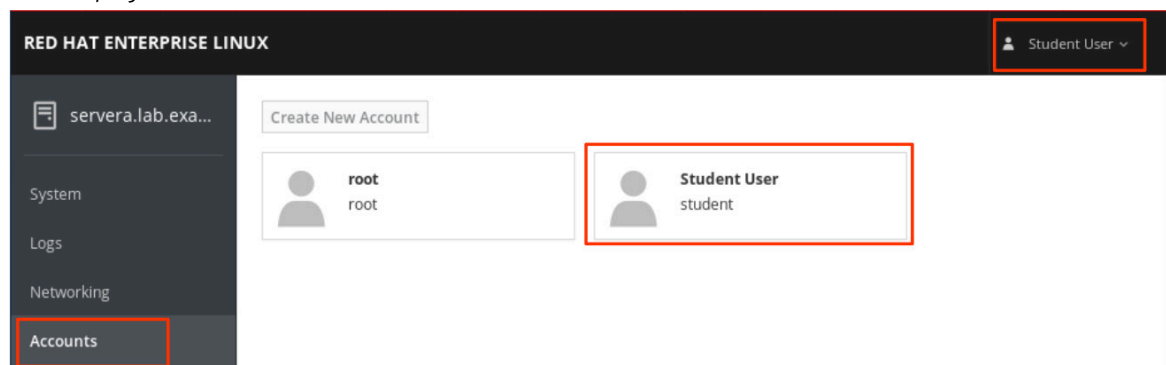 RED HAT ENTERPRISE LINUX
Student User
servera.lab.exa...
Create New Account
root
root
Student User
student
System
Logs
Networking
Accounts